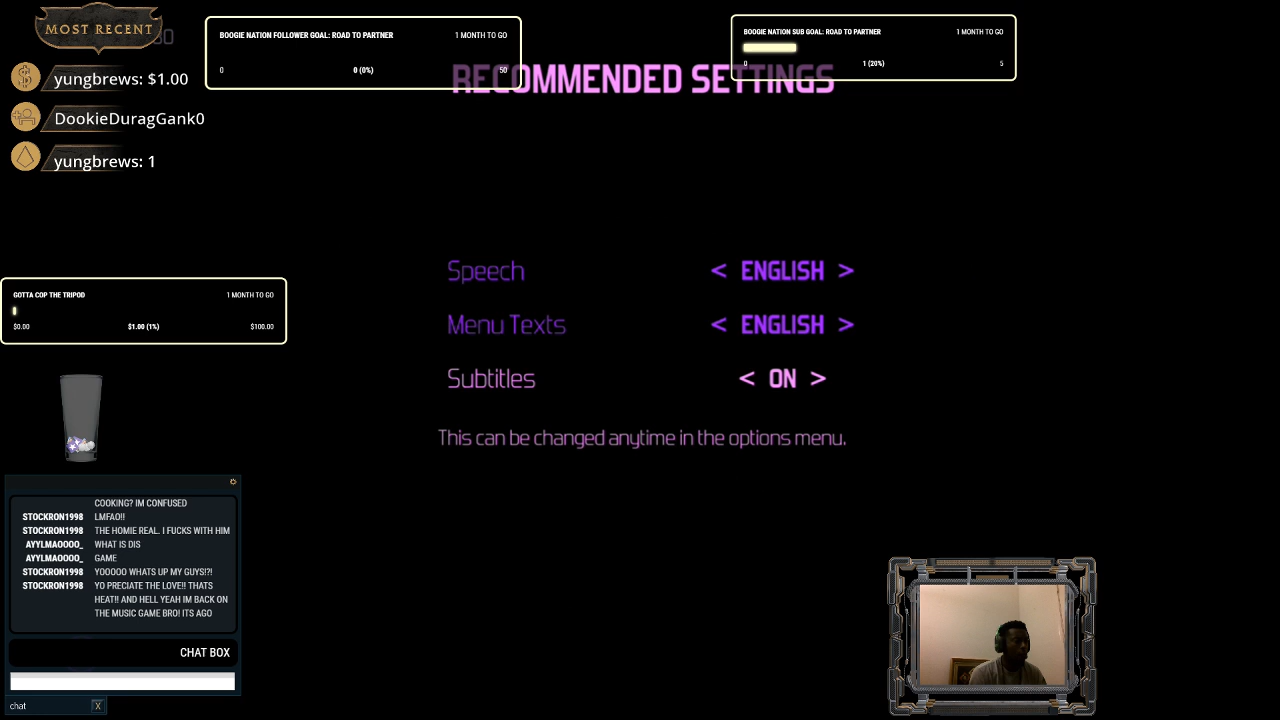 MOST RECENT
yungbrews: $1.00
DookieDuragGank0
yungbrews: 1
BOOGIE NATION FOLLOWER GOAL: ROAD TO PARTNER 1 MONTH TO GO
0 0 (0%) 50
BOOGIE NATION SUB GOAL: ROAD TO PARTNER 1 MONTH TO GO
0 1 (20%) 5
RECOMMENDED SETTINGS
Speech < ENGLISH >
Menu Texts < ENGLISH >
Subtitles < ON >
This can be changed anytime in the options menu.
GOTTA COP THE TRIPOD 1 MONTH TO GO
$0.00 $1.00 (1%) $100.00
COOKING? IM CONFUSED
STOCKRON1998 LMFAO!!
STOCKRON1998 THE HOMIE REAL. I FUCKS WITH HIM
AYYLMAOOOO_ WHAT IS DIS
AYYLMAOOOO_ GAME
STOCKRON1998 YOOOOO WHATS UP MY GUYS!?!
STOCKRON1998 YO PRECIATE THE LOVE!! THATS
HEAT!! AND HELL YEAH IM BACK ON
THE MUSIC GAME BRO! ITS AGO
CHAT BOX
chat X